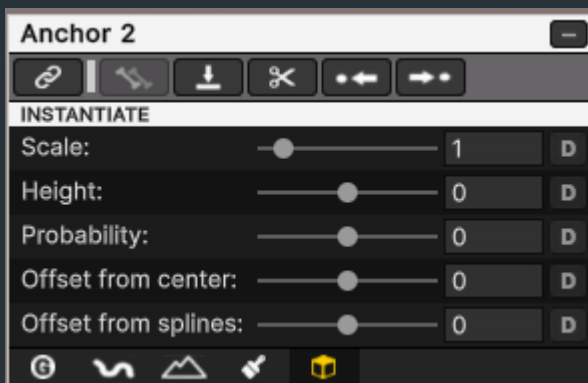 Anchor 2
INSTANTIATE
Scale: 1 D
Height: 0 D
Probability: 0 D
Offset from center: 0 D
Offset from splines: 0 D
G